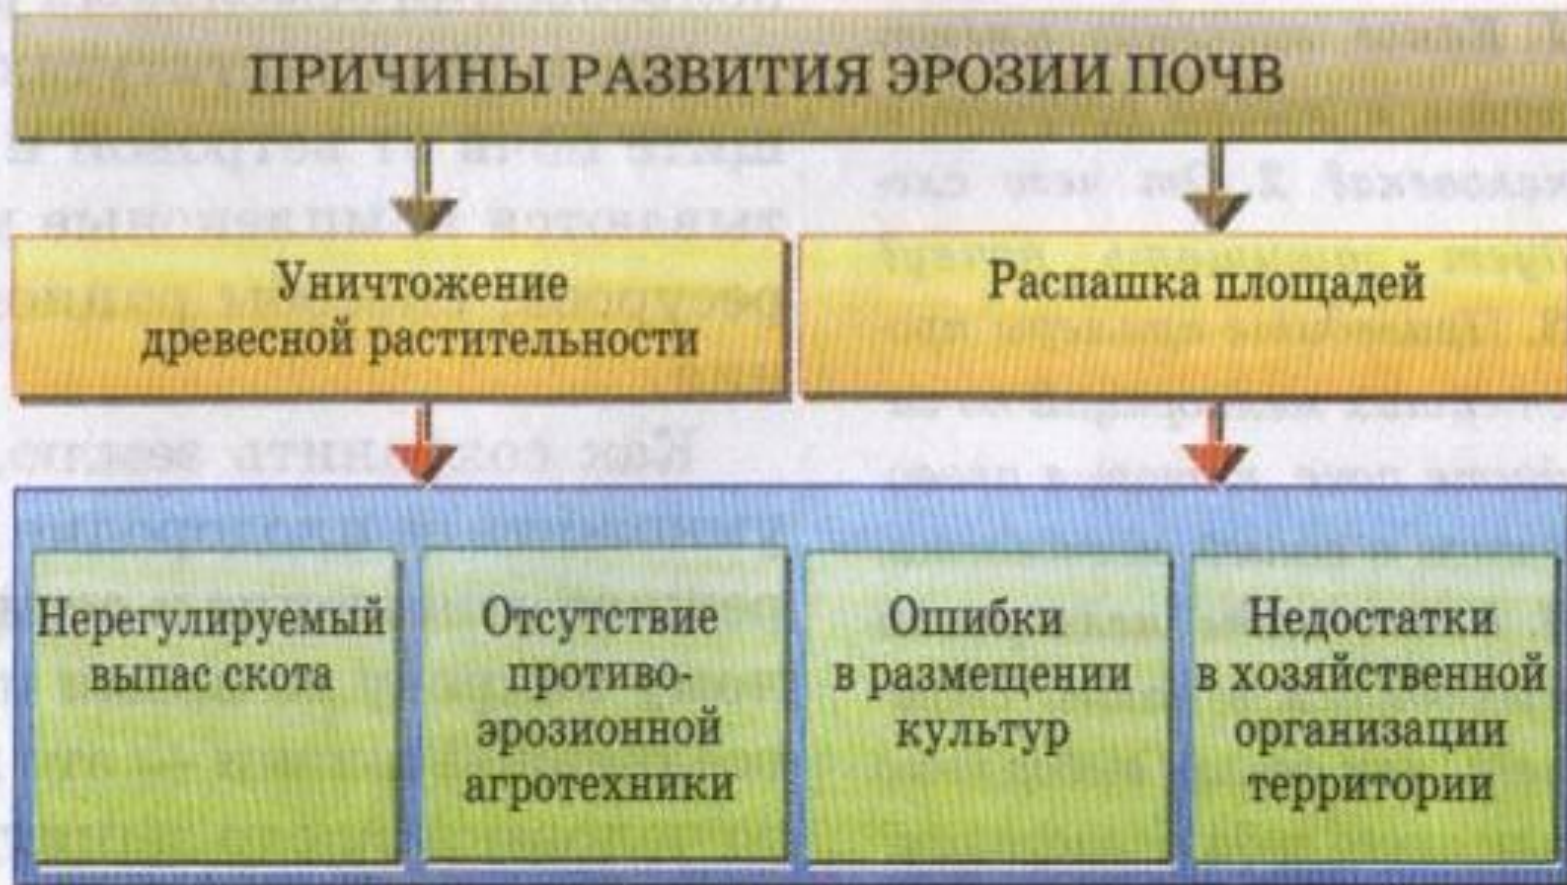 ПРИЧИНЫ РАЗВИТИЯ ЭРОЗИИ ПОЧВ
Уничтожение
древесной растительности
Распашка площадей
Нерегулируемый
выпас скота
Отсутствие
противо-
эрозионной
агротехники
Ошибки
в размещении
культур
Недостатки
в хозяйственной
организации
территории